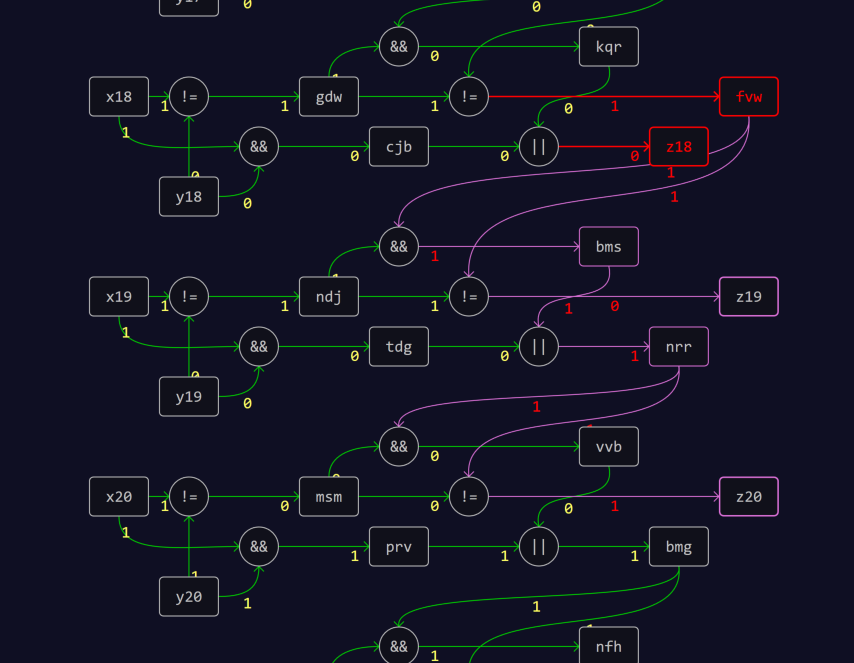 y17 0 0
&& 0 kqr
x18 1 != 1 gdw 1 != 0 1 fvw
1 && 0 cjb 0 || 0 z18
y18 0 1
1
&& 1 bms
x19 1 != 1 ndj 1 != 1 0 z19
1 && 0 tdg 0 || 1 nrr
y19 0 1
&& 0 vvb
x20 1 != 0 msm 0 != 0 1 z20
1 && 1 prv 1 || 1 bmg
y20 1 1
&& 1 nfh